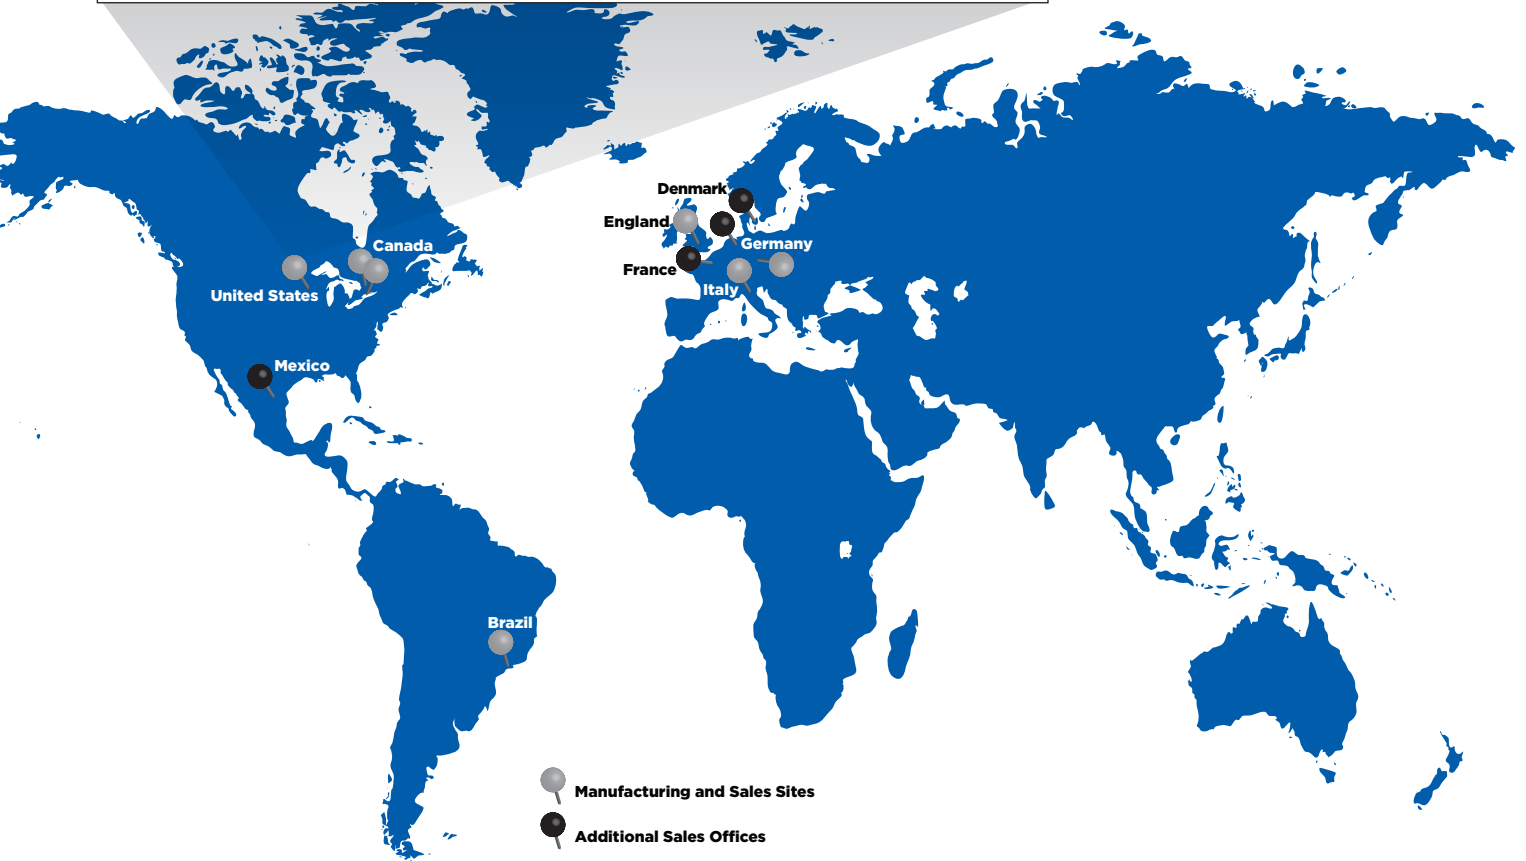 Denmark
England
Canada
Germany
France
Italy
United States
Mexico
Brazil
Manufacturing and Sales Sites
Additional Sales Offices